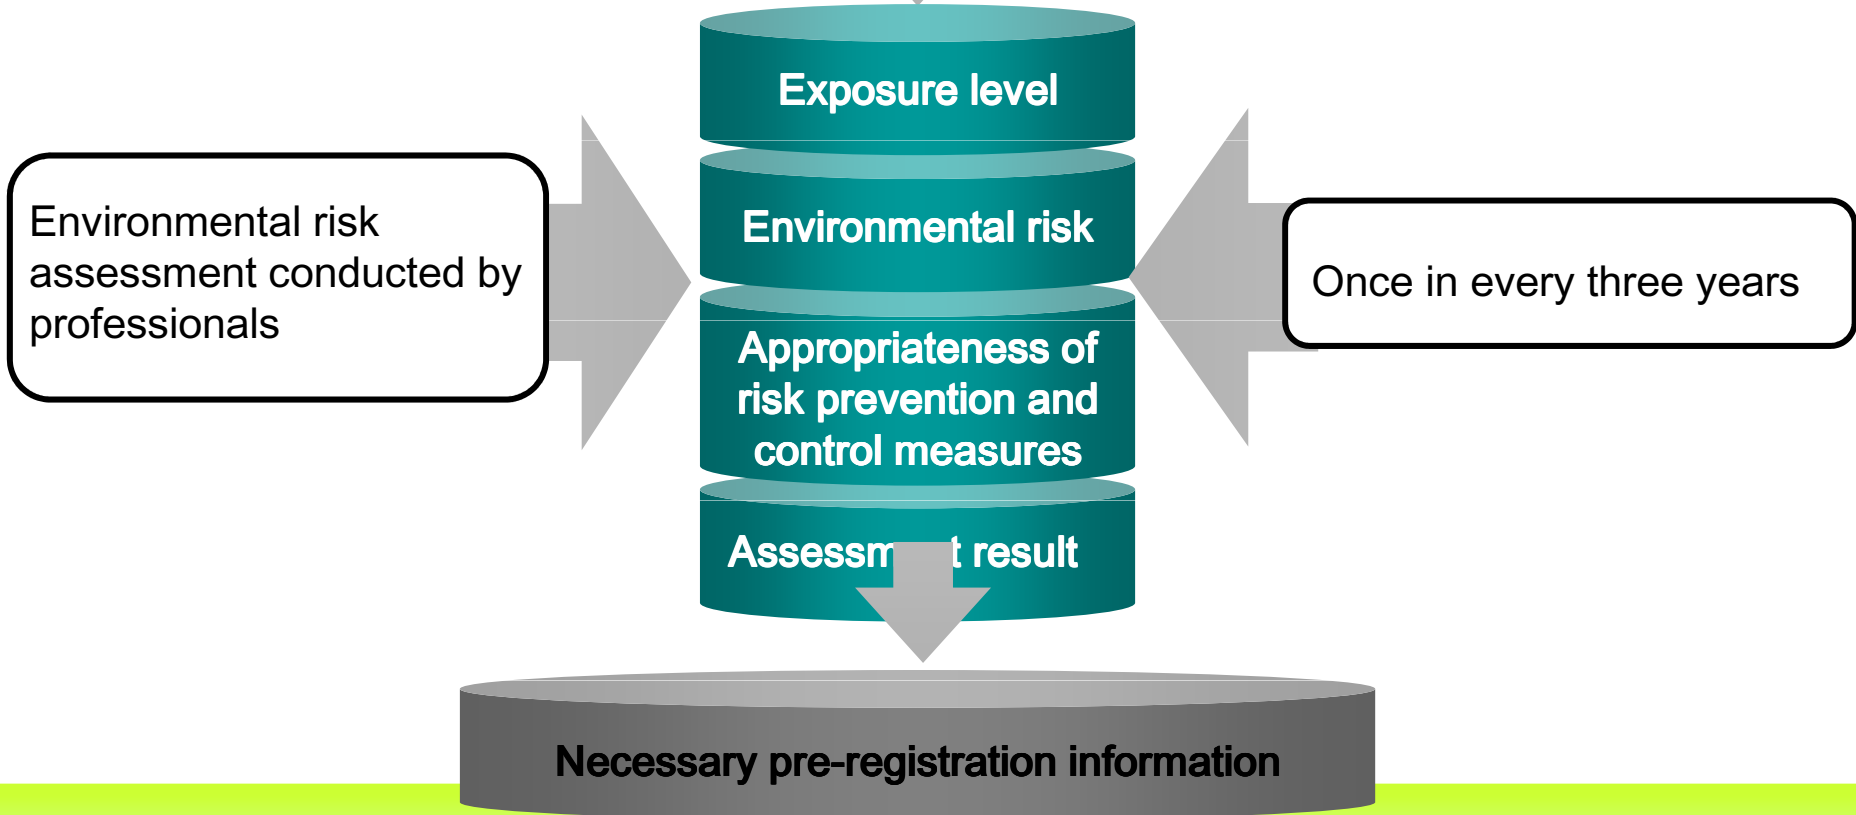 Exposure level
Environmental risk
assessment conducted by
professionals
Environmental risk
Once in every three years
Appropriateness of
risk prevention and
control measures
result
Necessary pre-registration information